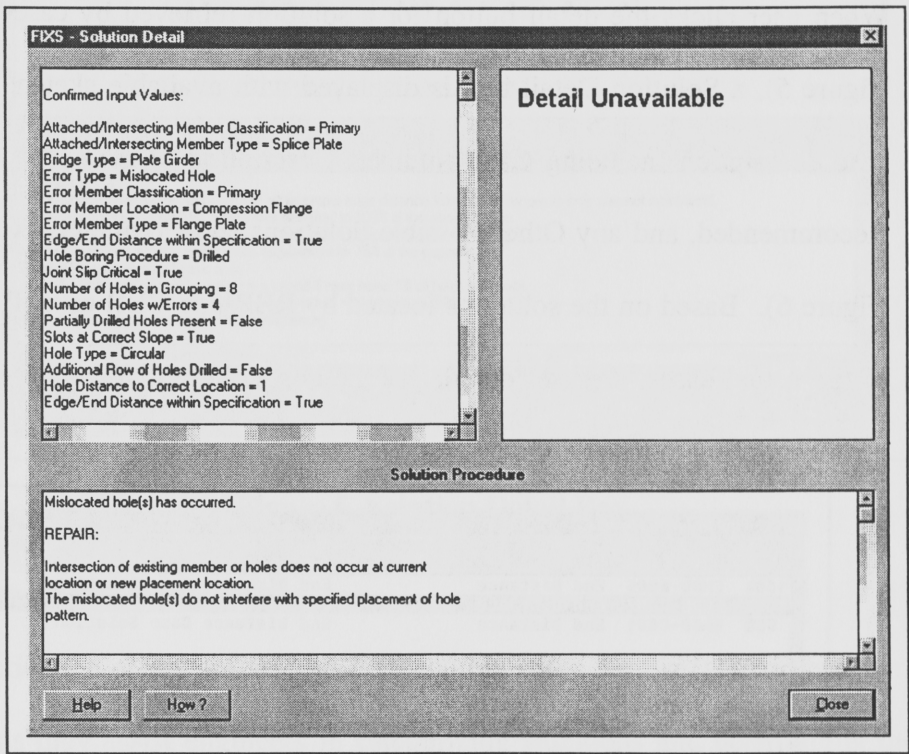 FIXS - Solution Detail
Confirmed Input Values:
Attached/Intersecting Member Classification = Primary
Attached/Intersecting Member Type = Splice Plate
Bridge Type = Plate Girder
Error Type = Mislocated Hole
Error Member Classification = Primary
Error Member Location = Compression Flange
Error Member Type = Flange Plate
Edge/End Distance within Specification = True
Hole Boring Procedure = Drilled
Joint Slip Critical = True
Number of Holes in Grouping = 8
Number of Holes w/Errors = 4
Partially Drilled Holes Present = False
Slots at Correct Slope = True
Hole Type = Circular
Additional Row of Holes Drilled = False
Hole Distance to Correct Location = 1
Edge/End Distance within Specification = True
Detail Unavailable
Solution Procedure
Mislocated hole(s) has occurred.
REPAIR:
Intersection of existing member or holes does not occur at current
location or new placement location.
The mislocated hole(s) do not interfere with specified placement of hole
pattern.
Help
How ?
Close